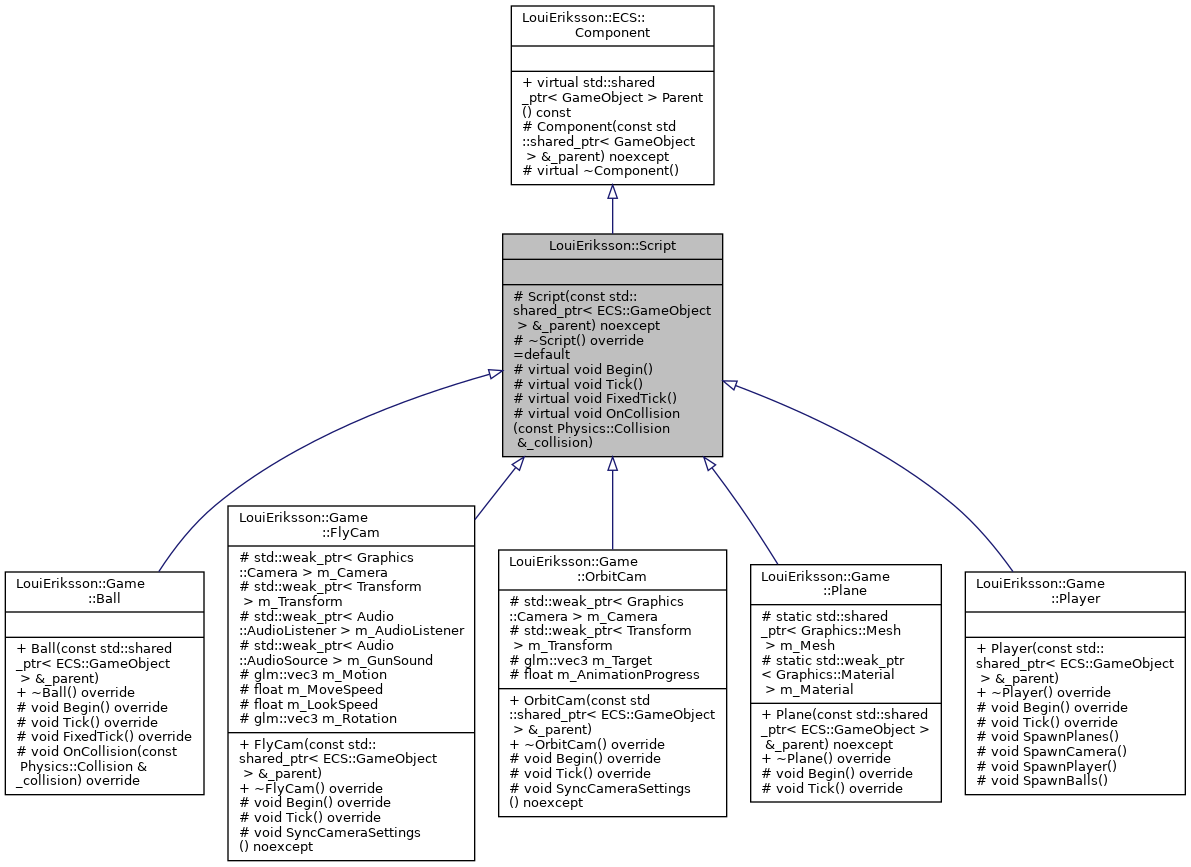 LouiEriksson::ECS::
Component
+ virtual std::shared
_ptr< GameObject > Parent
() const
# Component(const std
::shared_ptr< GameObject
 > &_parent) noexcept
# virtual ~Component()
LouiEriksson::Script
# Script(const std::
shared_ptr< ECS::GameObject
 > &_parent) noexcept
# ~Script() override
=default
# virtual void Begin()
# virtual void Tick()
# virtual void FixedTick()
# virtual void OnCollision
(const Physics::Collision
 &_collision)
LouiEriksson::Game
::Ball
+ Ball(const std::shared
_ptr< ECS::GameObject
 > &_parent)
+ ~Ball() override
# void Begin() override
# void Tick() override
# void FixedTick() override
# void OnCollision(const
 Physics::Collision &
_collision) override
LouiEriksson::Game
::FlyCam
# std::weak_ptr< Graphics
::Camera > m_Camera
# std::weak_ptr< Transform
 > m_Transform
# std::weak_ptr< Audio
::AudioListener > m_AudioListener
# std::weak_ptr< Audio
::AudioSource > m_GunSound
# glm::vec3 m_Motion
# float m_MoveSpeed
# float m_LookSpeed
# glm::vec3 m_Rotation
+ FlyCam(const std::
shared_ptr< ECS::GameObject
 > &_parent)
+ ~FlyCam() override
# void Begin() override
# void Tick() override
# void SyncCameraSettings
() noexcept
LouiEriksson::Game
::OrbitCam
# std::weak_ptr< Graphics
::Camera > m_Camera
# std::weak_ptr< Transform
 > m_Transform
# glm::vec3 m_Target
# float m_AnimationProgress
+ OrbitCam(const std
::shared_ptr< ECS::GameObject
 > &_parent)
+ ~OrbitCam() override
# void Begin() override
# void Tick() override
# void SyncCameraSettings
() noexcept
LouiEriksson::Game
::Plane
# static std::shared
_ptr< Graphics::Mesh
 > m_Mesh
# static std::weak_ptr
< Graphics::Material
 > m_Material
+ Plane(const std::shared
_ptr< ECS::GameObject >
 &_parent) noexcept
+ ~Plane() override
# void Begin() override
# void Tick() override
LouiEriksson::Game
::Player
+ Player(const std::
shared_ptr< ECS::GameObject
 > &_parent)
+ ~Player() override
# void Begin() override
# void Tick() override
# void SpawnPlanes()
# void SpawnCamera()
# void SpawnPlayer()
# void SpawnBalls()